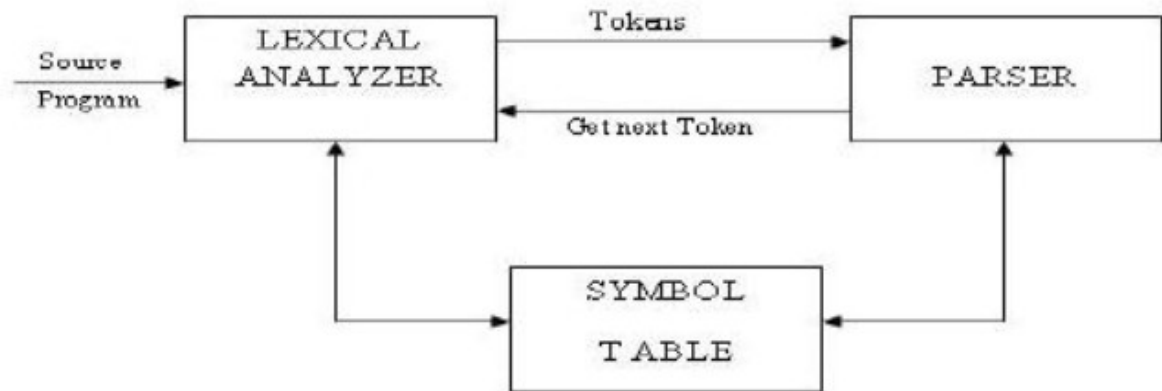 Source
Program
LEXICAL
ANALYZER
Tokens
Get next Token
PARSER
SYMBOL
TABLE